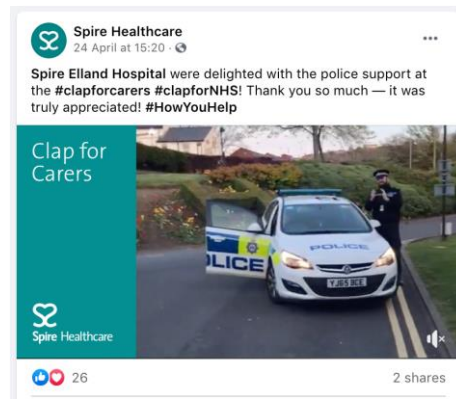 Spire Healthcare
24 April at 15:20 ·
Spire Elland Hospital were delighted with the police support at
the #clapforcarers #clapforNHS! Thank you so much — it was
truly appreciated! #HowYouHelp
Clap for
Carers
POLICE
OLICE
YJ65 IICE
Spire Healthcare
26
2 shares